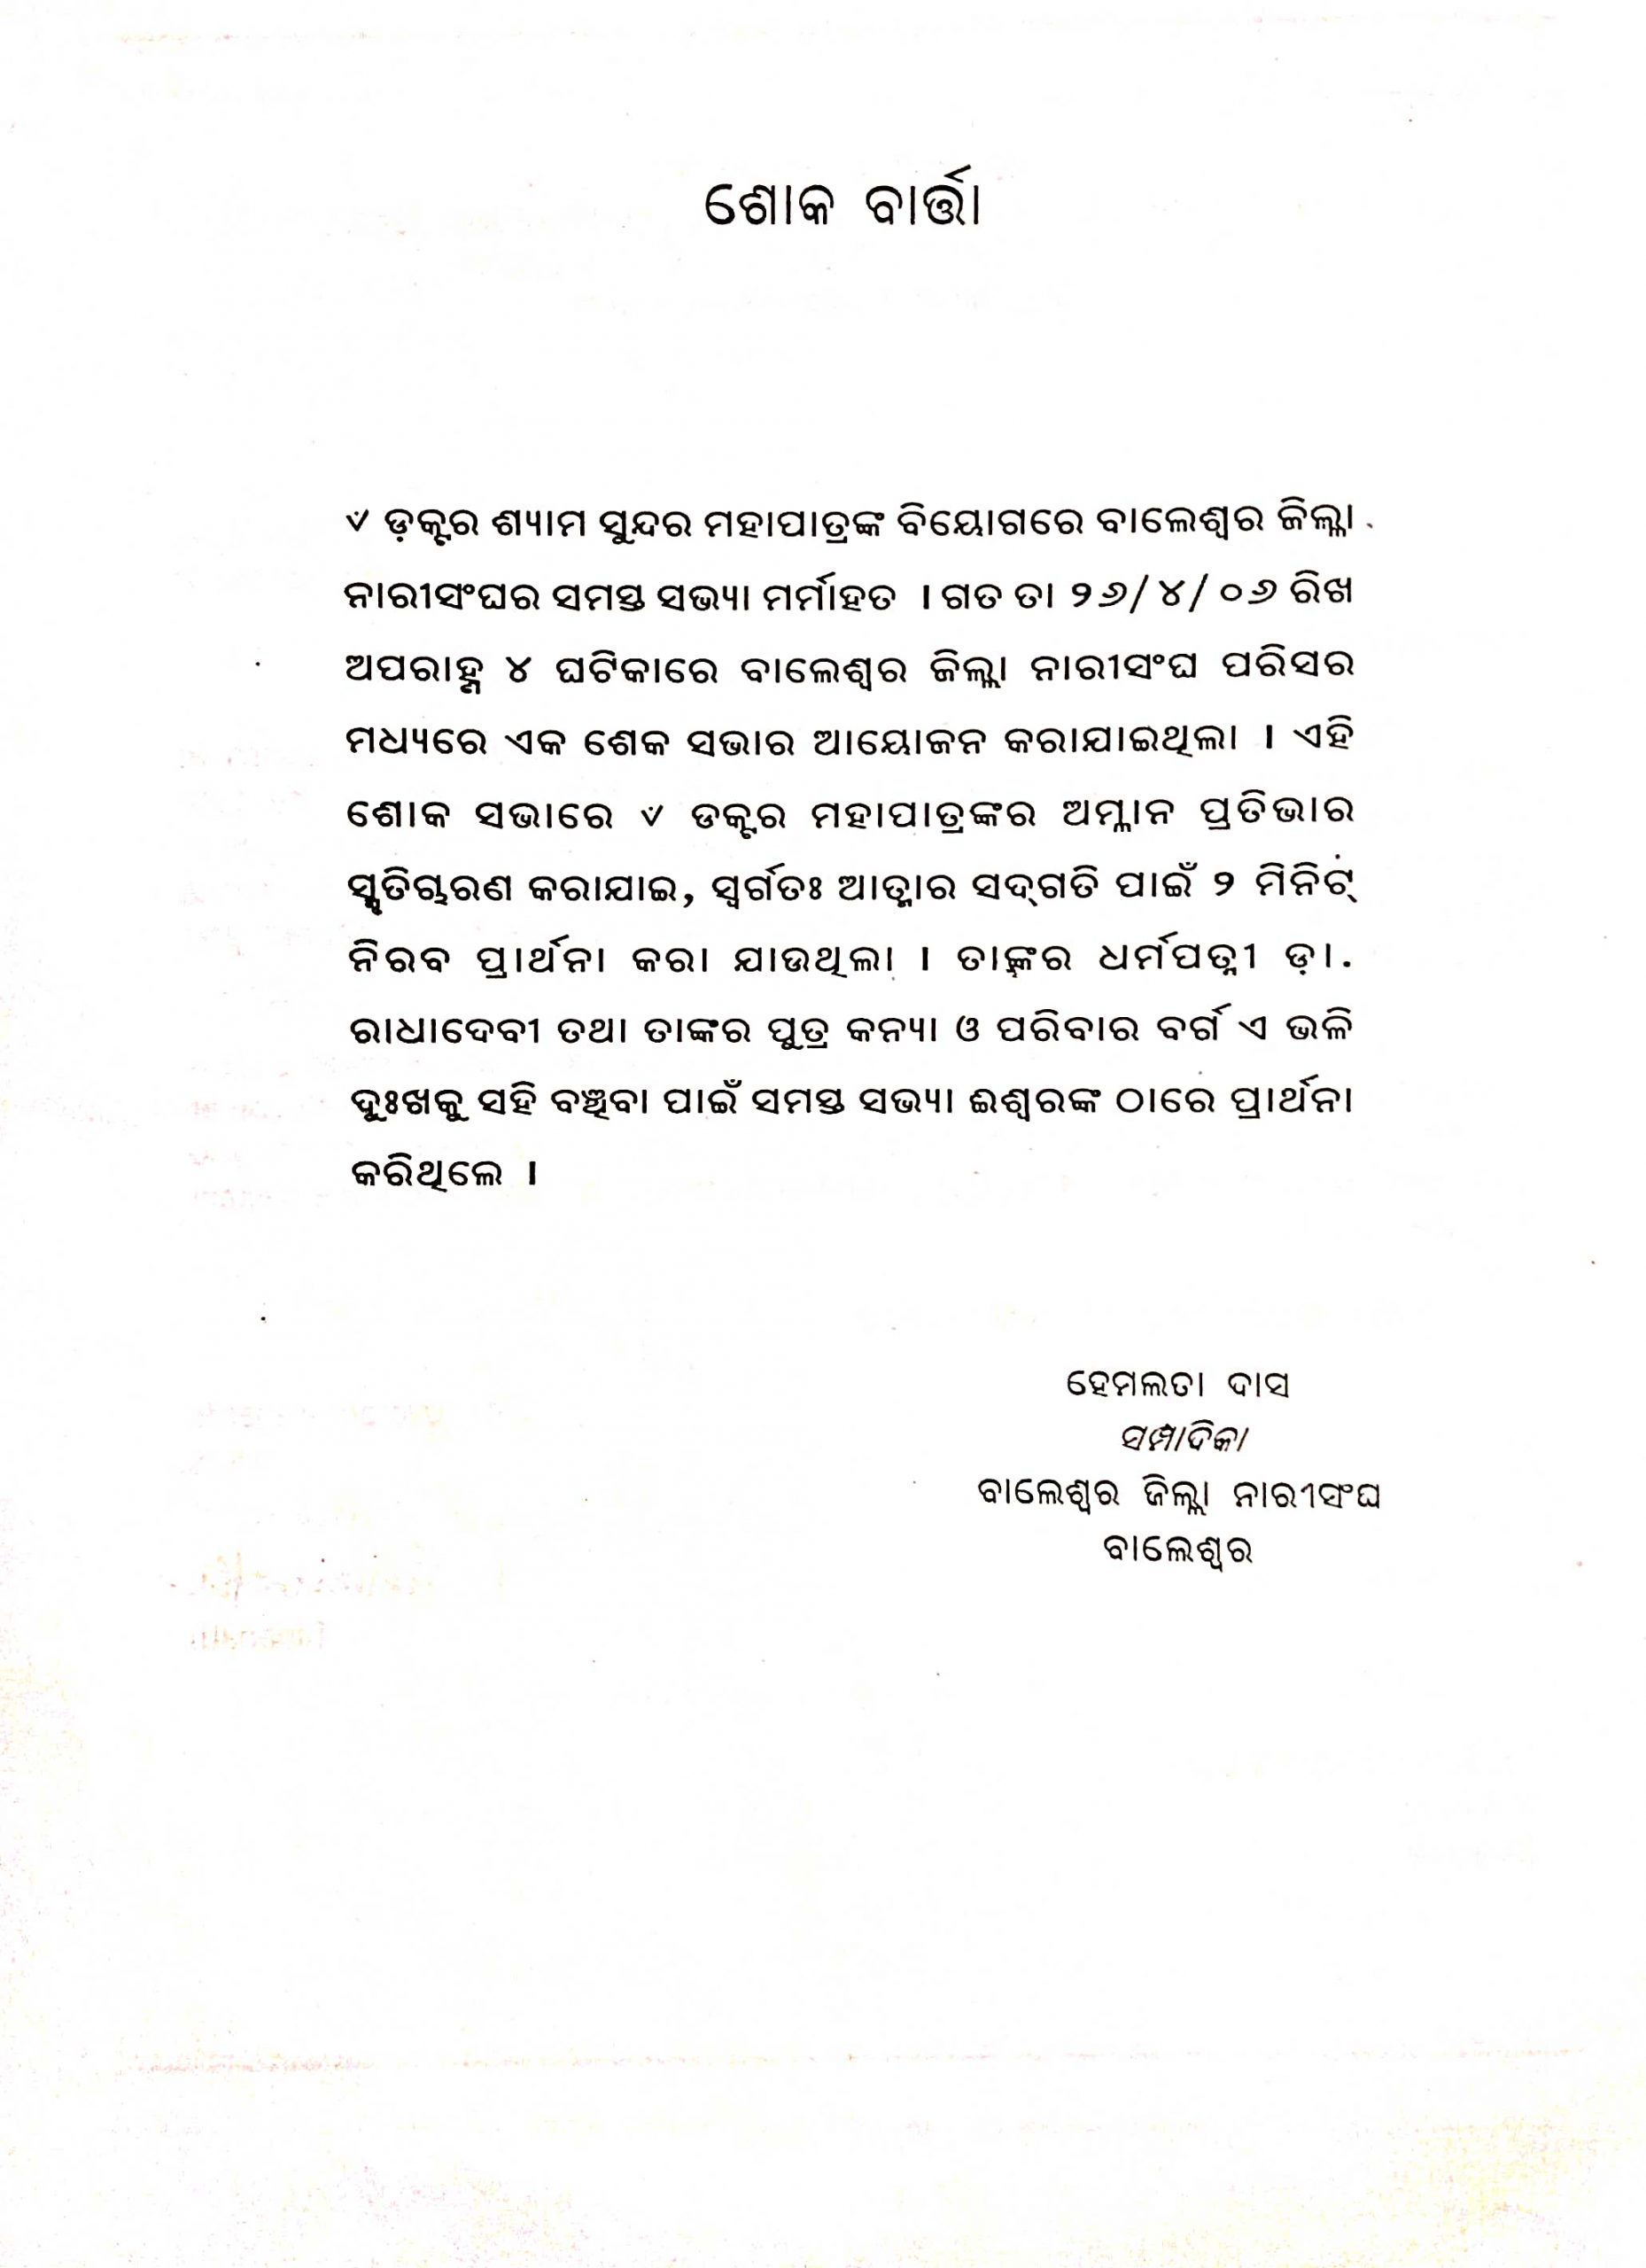 ଶୋକ ବାର୍ତ୍ତା
ଁ ଡ଼କ୍ଟର ଶ୍ୟାମ ସୁନ୍ଦର ମହାପାତ୍ରଙ୍କ ବିୟୋଗରେ ବାଲେଶ୍ୱର ଜିଲ୍ଲା
ନାରୀସଂଘର ସମସ୍ତ ସଭ୍ୟା ମର୍ମାହତ । ଗତ ତା ୨୬/୪/୦୬ ରିଖ
ଅପରାହ୍ଣ ୪ ଘଟିକାରେ ବାଲେଶ୍ୱର ଜିଲ୍ଲା ନାରୀସଂଘ ପରିସର
ମଧ୍ୟରେ ଏକ ଶେକ ସଭାର ଆୟୋଜନ କରାଯାଇଥିଲା । ଏହି
ଶୋକ ସଭାରେ ଁ ଡକ୍ଟର ମହାପାତ୍ରଙ୍କର ଅମ୍ଳାନ ପ୍ରତିଭାର
ସ୍ମୃତିଚାରଣ କରାଯାଇ, ସ୍ୱର୍ଗତଃ ଆତ୍ମାର ସଦ୍‌ଗତି ପାଇଁ ୨ ମିନିଟ୍
ନିରବ ପ୍ରାର୍ଥନା କରା ଯାଉଥିଲା । ତାଙ୍କର ଧର୍ମପତ୍ନୀ ଡ଼ା.
ରାଧାଦେବୀ ତଥା ତାଙ୍କର ପୁତ୍ର କନ୍ୟା ଓ ପରିବାର ବର୍ଗ ଏ ଭଳି
ଦୁଃଖକୁ ସହି ବଞ୍ଚିବା ପାଇଁ ସମସ୍ତ ସଭ୍ୟା ଈଶ୍ୱରଙ୍କ ଠାରେ ପ୍ରାର୍ଥନା
କରିଥିଲେ ।
ହେମଲତା ଦାସ
ସମ୍ପାଦିକା
ବାଲେଶ୍ୱର ଜିଲ୍ଲା ନାରୀସଂଘ
ବାଲେଶ୍ୱର